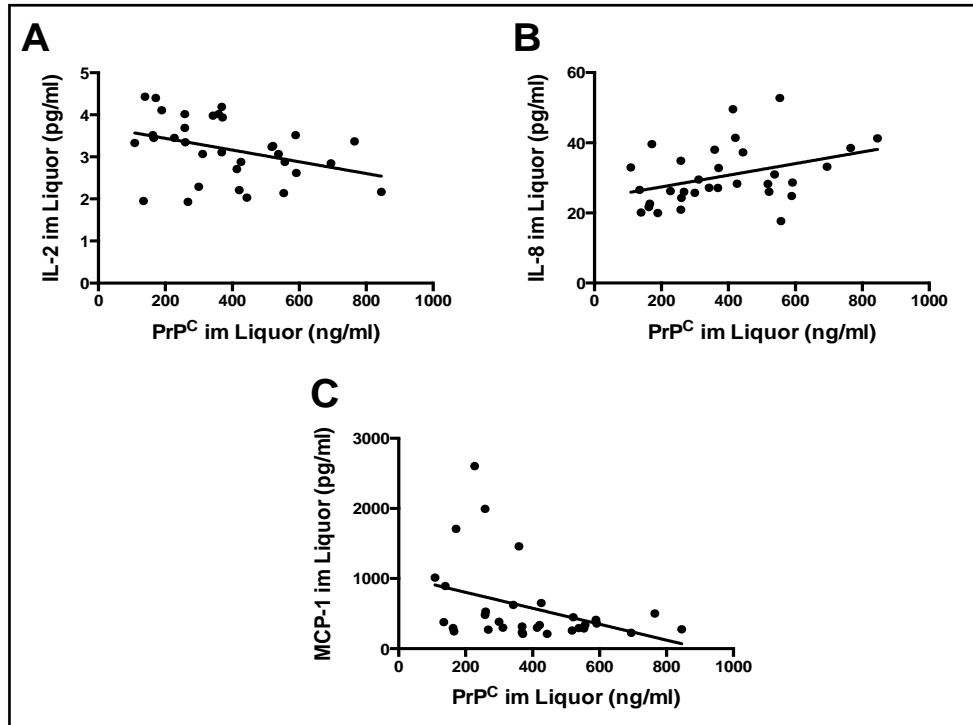 A
IL-2 im Liquor (pg/ml)
5
4
3
2
1
0
0 200 400 600 800 1000
PrPC im Liquor (ng/ml)
B
IL-8 im Liquor (pg/ml)
60
40
20
0
0 200 400 600 800 1000
PrPC im Liquor (ng/ml)
C
MCP-1 im Liquor (pg/ml)
3000
2000
1000
0
0 200 400 600 800 1000
PrPC im Liquor (ng/ml)